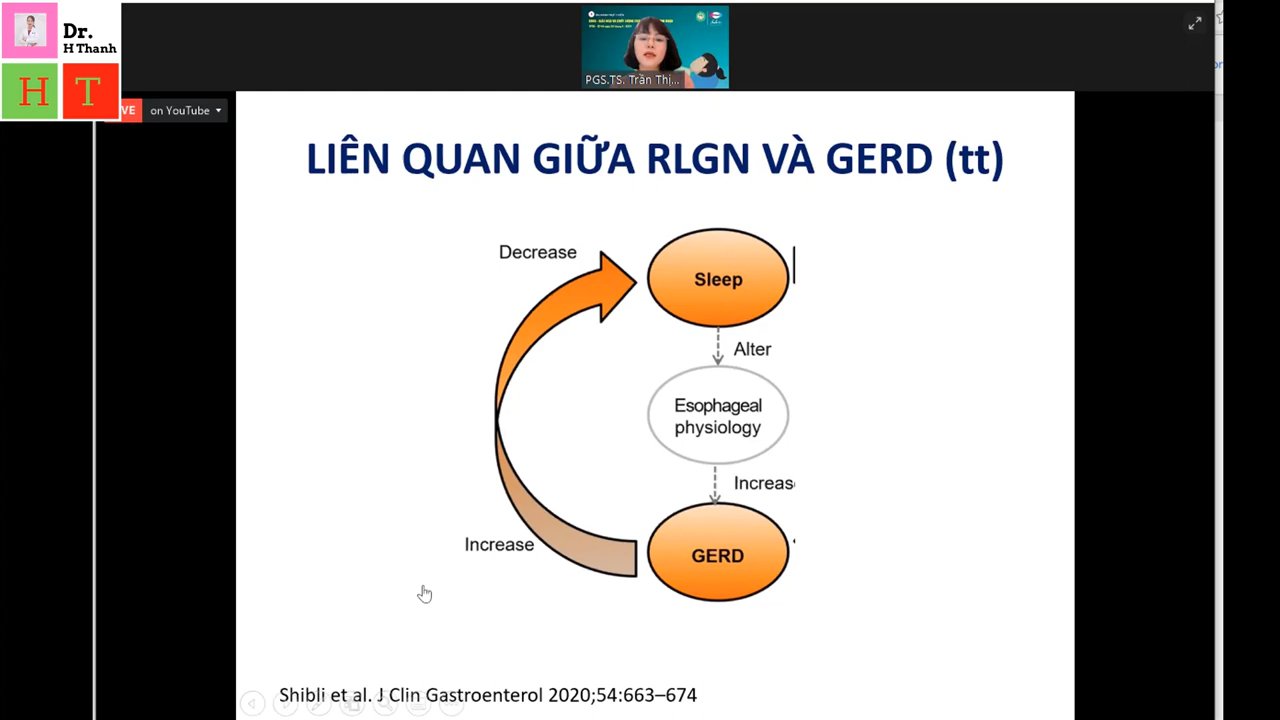 Dr.
H Thanh
H T
PGS.TS. Trần Thị...
on YouTube
LIÊN QUAN GIỮA RLGN VÀ GERD (tt)
Decrease
Sleep
Alter
Esophageal
physiology
Increas
Increase
GERD
Shibli et al. J Clin Gastroenterol 2020;54:663–674